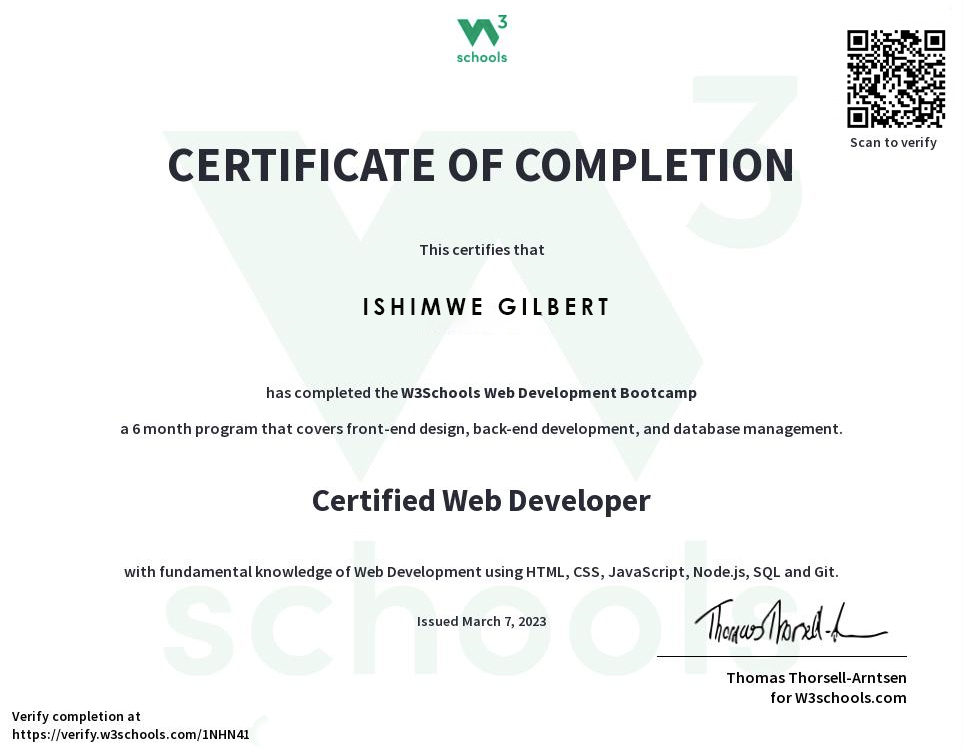 W3
schools
Scan to verify
CERTIFICATE OF COMPLETION
This certifies that
ISHIMWE GILBERT
has completed the W3Schools Web Development Bootcamp
a 6 month program that covers front-end design, back-end development, and database management.
Certified Web Developer
with fundamental knowledge of Web Development using HTML, CSS, JavaScript, Node.js, SQL and Git.
Issued March 7, 2023
Thomas Thorsell-A
Thomas Thorsell-Arntsen
for W3schools.com
Verify completion at
https://verify.w3schools.com/1NHN41